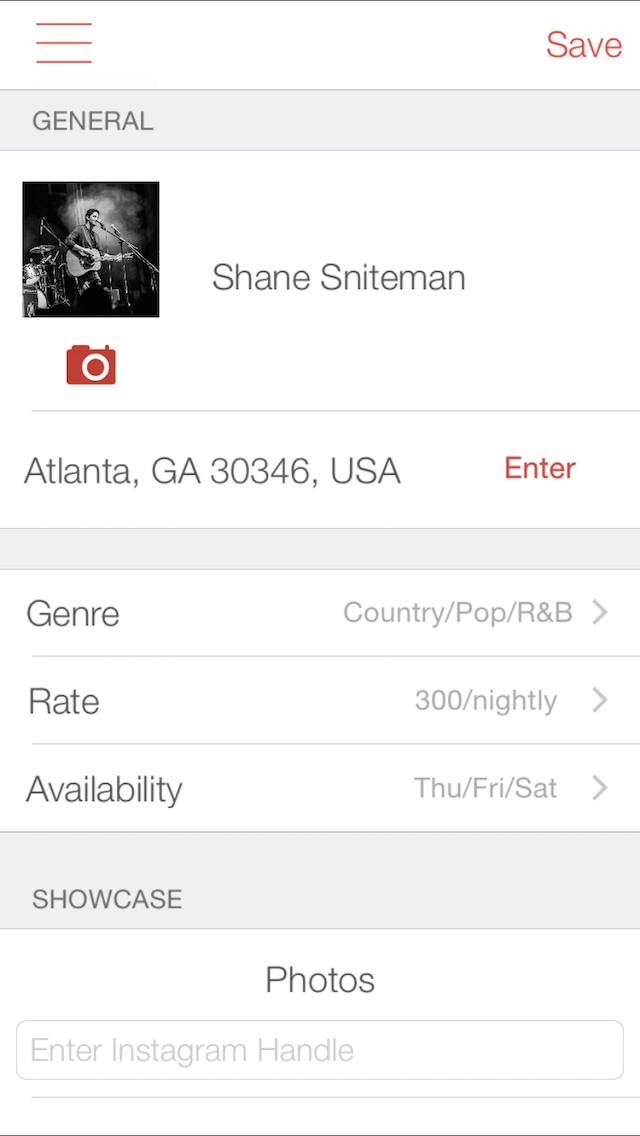 Save
GENERAL
Shane Sniteman
Atlanta, GA 30346, USA Enter
Genre Country/Pop/R&B
Rate 300/nightly
Availability Thu/Fri/Sat
SHOWCASE
Photos
Enter Instagram Handle